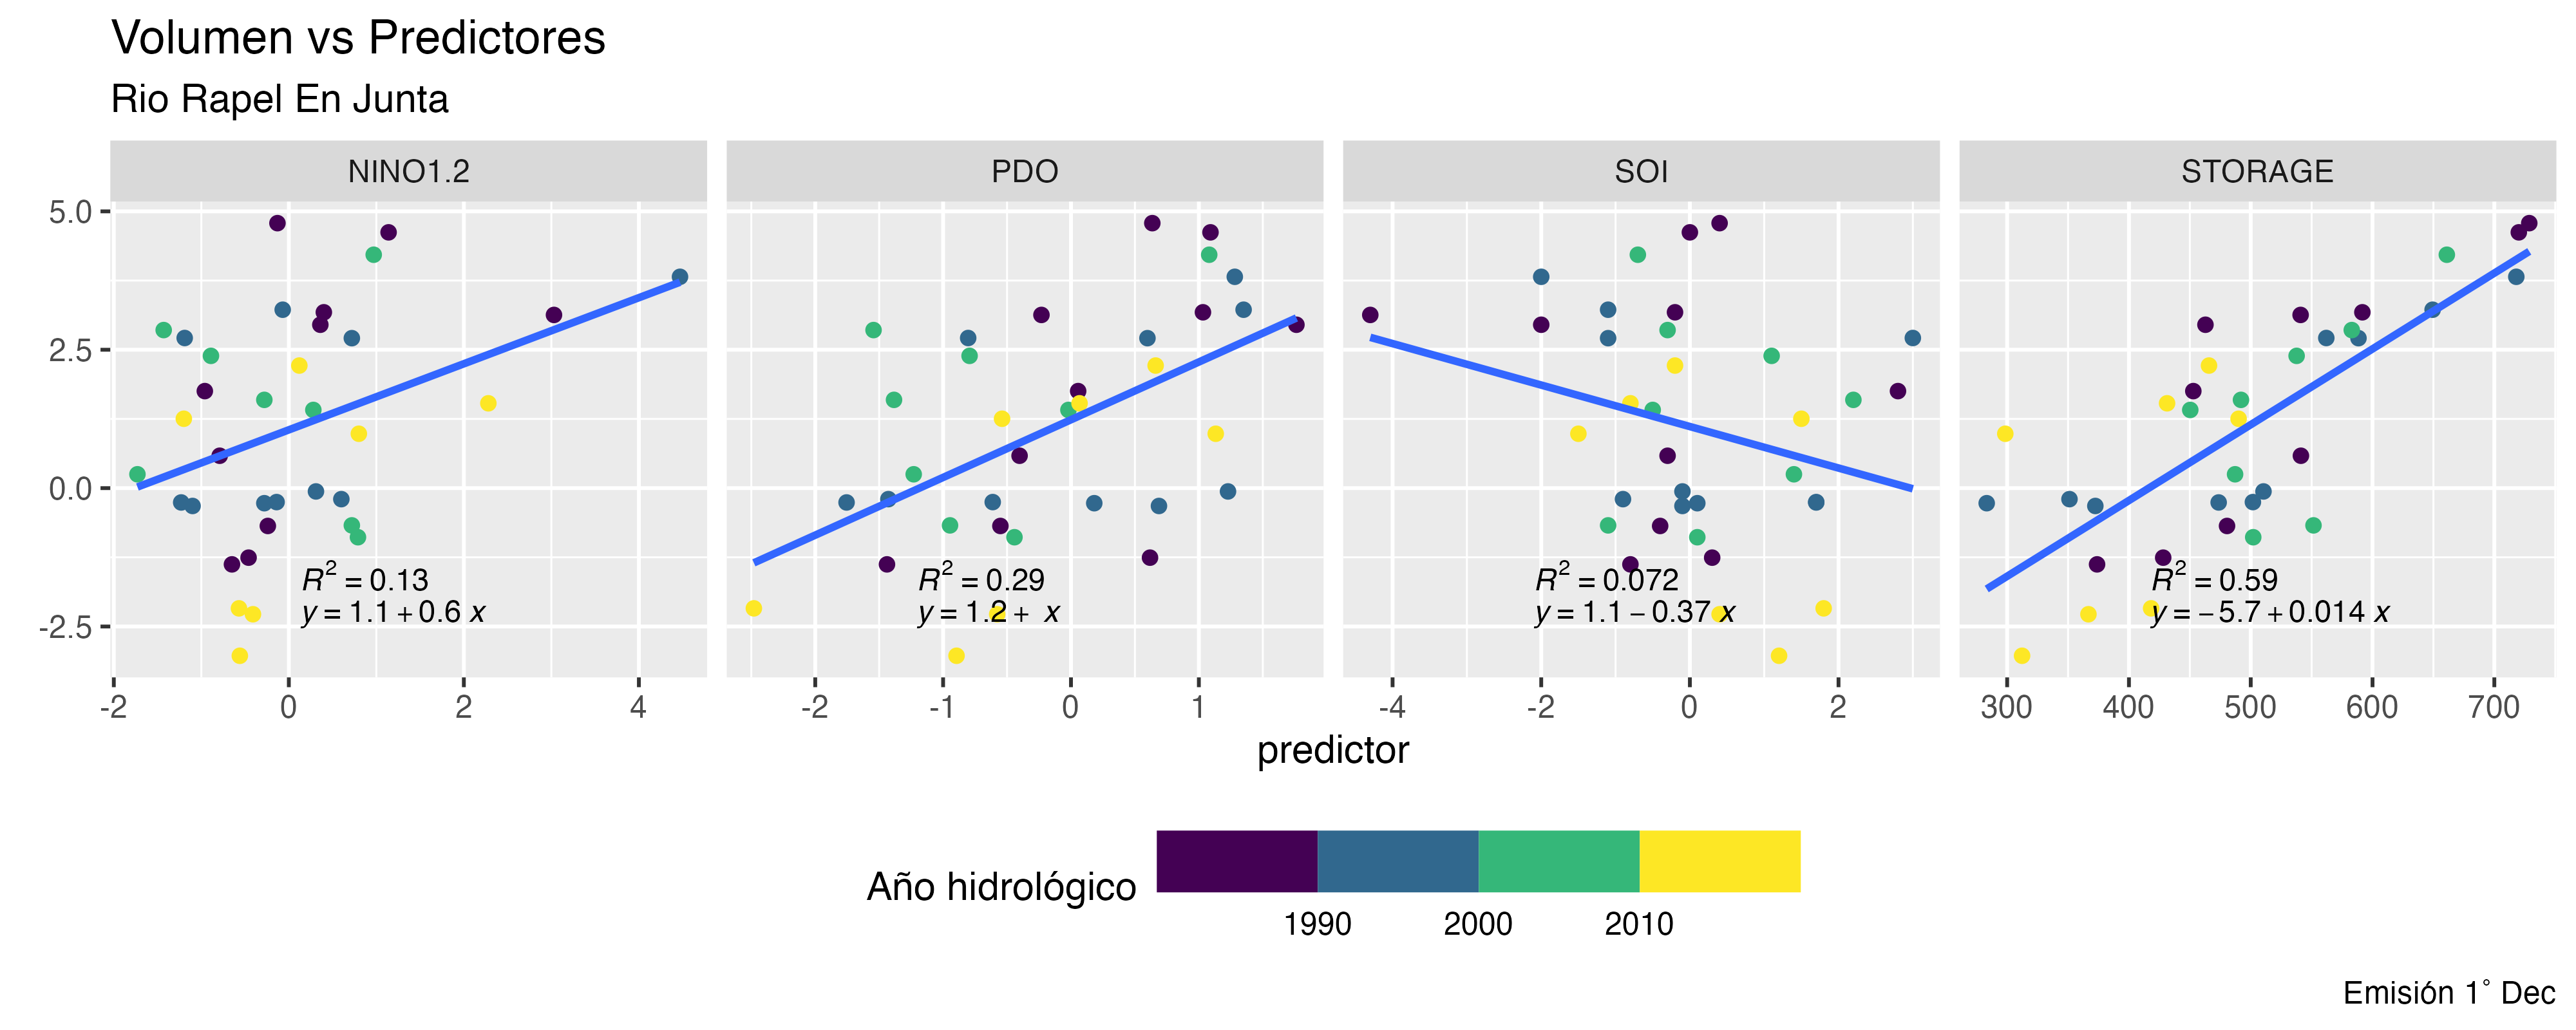 Volumen vs Predictores
Rio Rapel En Junta
NINO1.2 PDO SOI STORAGE
5.0
2.5
0.0
-2.5
R² = 0.13
y = 1.1 + 0.6 x
R² = 0.29
y = 1.2 + x
R² = 0.072
y = 1.1 − 0.37 x
R² = 0.59
y = − 5.7 + 0.014 x
-2 0 2 4 -2 -1 0 1 -4 -2 0 2 300 400 500 600 700
predictor
Año hidrológico
1990 2000 2010
Emisión 1° Dec